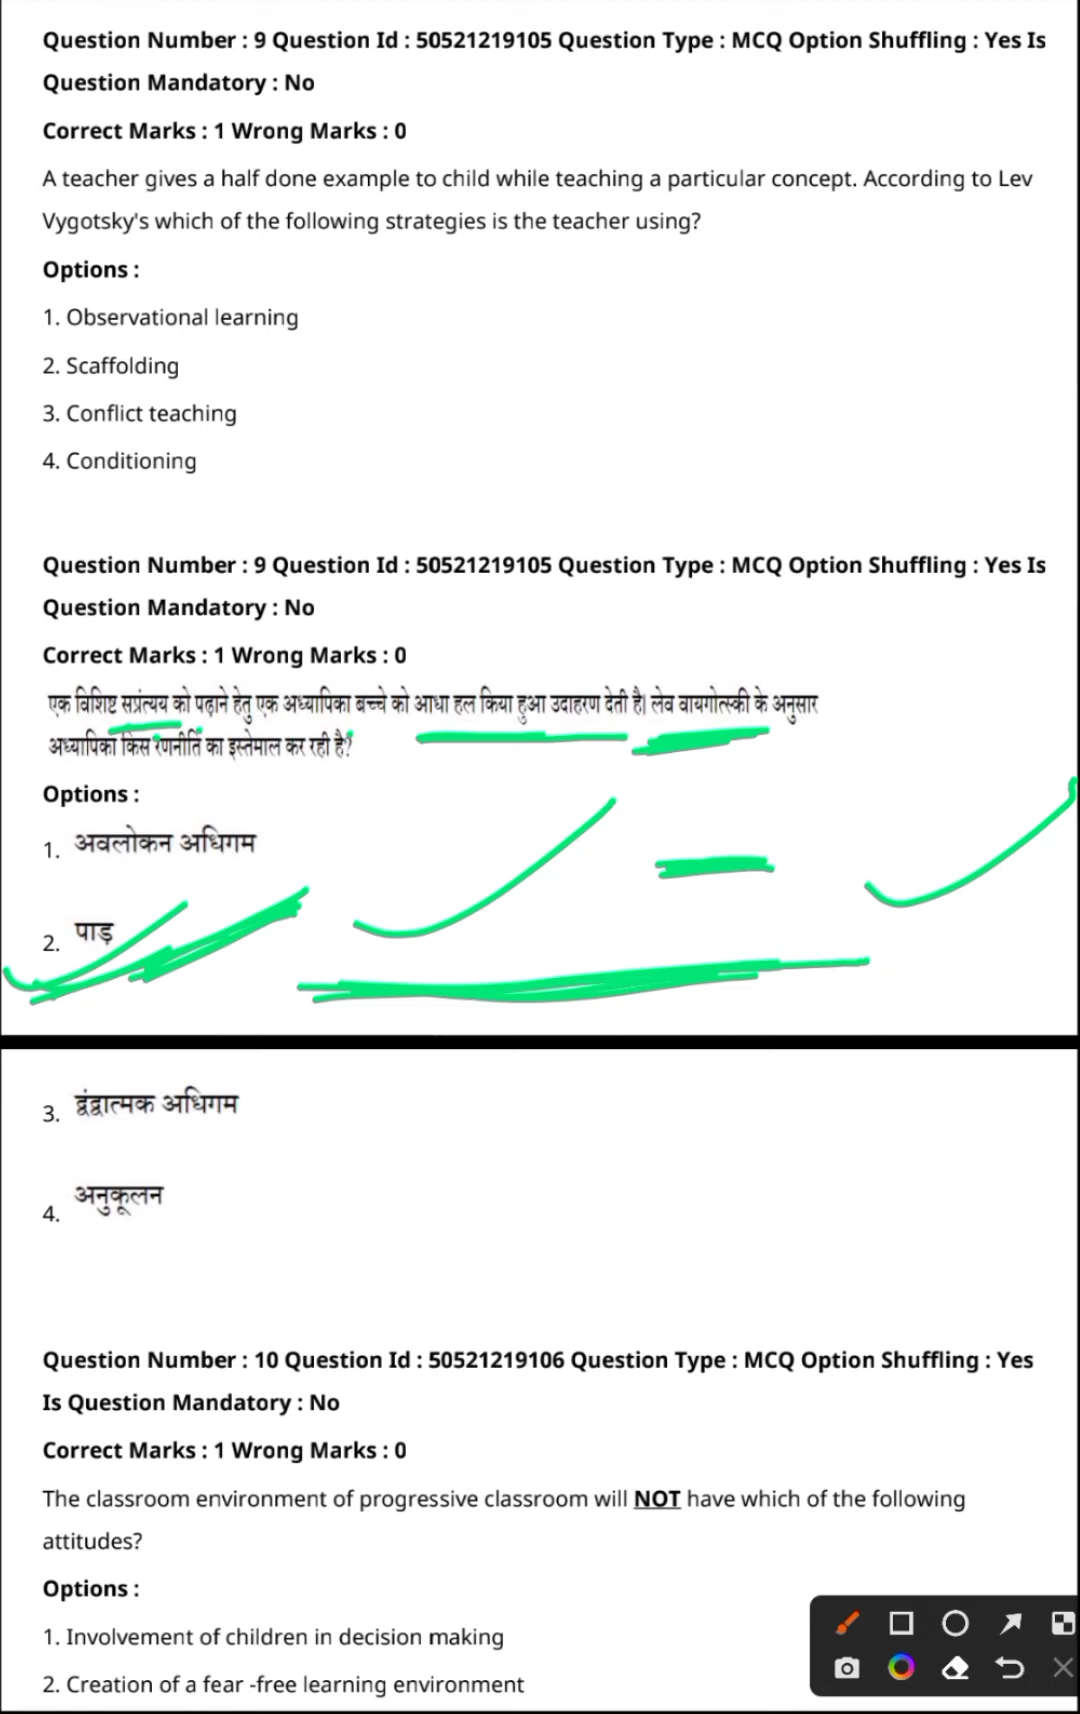 Question Number : 9 Question Id : 50521219105 Question Type : MCQ Option Shuffling : Yes Is
Question Mandatory : No
Correct Marks : 1 Wrong Marks : 0
A teacher gives a half done example to child while teaching a particular concept. According to Lev
Vygotsky's which of the following strategies is the teacher using?
Options :
1. Observational learning
2. Scaffolding
3. Conflict teaching
4. Conditioning
Question Number : 9 Question Id : 50521219105 Question Type : MCQ Option Shuffling : Yes Is
Question Mandatory : No
Correct Marks : 1 Wrong Marks : 0
एक विशिष्ट सप्रंत्यय को पढ़ाने हेतु एक अध्यापिका बच्चे को आधा हल किया हुआ उदाहरण देती है। लेव वायगोत्स्की के अनुसार
अध्यापिका किस रणनीति का इस्तेमाल कर रही है?
Options :
1. अवलोकन अधिगम
2. पाड़
3. द्वंद्वात्मक अधिगम
4. अनुकूलन
Question Number : 10 Question Id : 50521219106 Question Type : MCQ Option Shuffling : Yes
Is Question Mandatory : No
Correct Marks : 1 Wrong Marks : 0
The classroom environment of progressive classroom will NOT have which of the following
attitudes?
Options :
1. Involvement of children in decision making
2. Creation of a fear -free learning environment